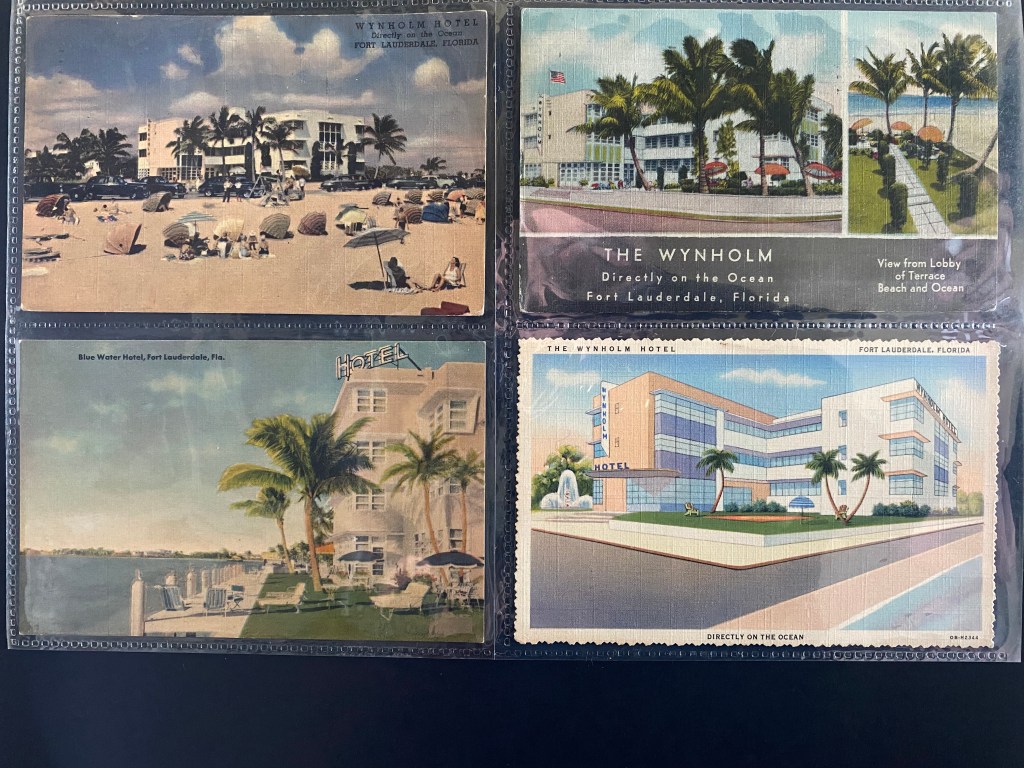 WYNHOLM HOTEL
Directly on the Ocean
FORT LAUDERDALE, FLORIDA
THE WYNHOLM
Directly on the Ocean
Fort Lauderdale, Florida
View from Lobby
of Terrace
Beach and Ocean
Blue Water Hotel, Fort Lauderdale, Fla.
HOTEL
THE WYNHOLM HOTEL
FORT LAUDERDALE, FLORIDA
WYNHOLM
HOTEL
WYNHOLM HOTEL
DIRECTLY ON THE OCEAN